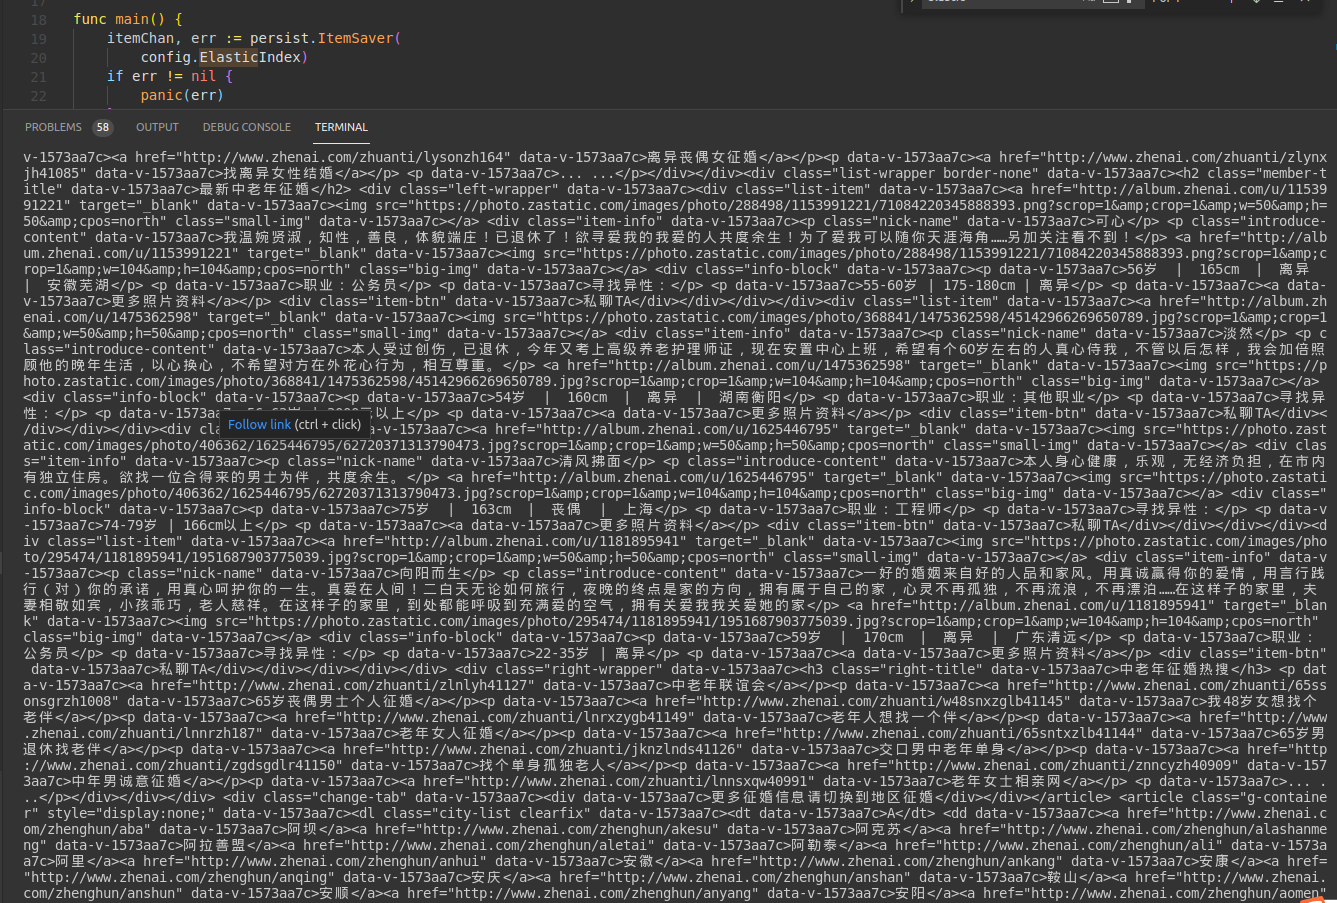 18 func main() {
19 itemChan, err := persist.ItemSaver(
20 config.ElasticIndex)
21 if err != nil {
22 panic(err)
PROBLEMS 58 OUTPUT DEBUG CONSOLE TERMINAL
v-1573aa7c><a href="http://www.zhenai.com/zhuanti/lysonzh164" data-v-1573aa7c>离异丧偶女征婚</a></p><p data-v-1573aa7c><a href="http://www.zhenai.com/zhuanti/zlynx
jh41085" data-v-1573aa7c>找离异女性结婚</a></p> <p data-v-1573aa7c>... ...</p></div></div><div class="list-wrapper border-none" data-v-1573aa7c><h2 class="member-t
itle" data-v-1573aa7c>最新中老年征婚</h2> <div class="left-wrapper" data-v-1573aa7c><div class="list-item" data-v-1573aa7c><a href="http://album.zhenai.com/u/1153
991221" target="_blank" data-v-1573aa7c><img src="https://photo.zastatic.com/images/photo/288498/1153991221/71084220345888393.png?scrop=1&amp;crop=1&amp;w=50&amp;h=
50&amp;cpos=north" class="small-img" data-v-1573aa7c></a> <div class="item-info" data-v-1573aa7c><p class="nick-name" data-v-1573aa7c>可心</p> <p class="introduce-
content" data-v-1573aa7c>我温婉贤淑，知性，善良，体貌端庄！已退休了！欲寻爱我的我爱的人共度余生！为了爱我可以随你天涯海角……另加关注看不到！</p> <a href="http://alb
um.zhenai.com/u/1153991221" target="_blank" data-v-1573aa7c><img src="https://photo.zastatic.com/images/photo/288498/1153991221/71084220345888393.png?scrop=1&amp;c
rop=1&amp;w=104&amp;h=104&amp;cpos=north" class="big-img" data-v-1573aa7c></a> <div class="info-block" data-v-1573aa7c><p data-v-1573aa7c>56岁 | 165cm | 离异
| 安徽芜湖</p> <p data-v-1573aa7c>职业：公务员</p> <p data-v-1573aa7c>寻找异性：</p> <p data-v-1573aa7c>55-60岁 | 175-180cm | 离异</p> <p data-v-1573aa7c><a data-
v-1573aa7c>更多照片资料</a></p> <div class="item-btn" data-v-1573aa7c>私聊TA</div></div></div></div><div class="list-item" data-v-1573aa7c><a href="http://album.zh
enai.com/u/1475362598" target="_blank" data-v-1573aa7c><img src="https://photo.zastatic.com/images/photo/368841/1475362598/45142966269650789.jpg?scrop=1&amp;crop=1
&amp;w=50&amp;h=50&amp;cpos=north" class="small-img" data-v-1573aa7c></a> <div class="item-info" data-v-1573aa7c><p class="nick-name" data-v-1573aa7c>淡然</p> <p c
lass="introduce-content" data-v-1573aa7c>本人受过创伤，已退休，今年又考上高级养老护理师证，现在安置中心上班，希望有个60岁左右的人真心待我，不管以后怎样，我会加倍照
顾他的晚年生活，以心换心，不希望对方在外花心行为，相互尊重。</p> <a href="http://album.zhenai.com/u/1475362598" target="_blank" data-v-1573aa7c><img src="https://p
hoto.zastatic.com/images/photo/368841/1475362598/45142966269650789.jpg?scrop=1&amp;crop=1&amp;w=104&amp;h=104&amp;cpos=north" class="big-img" data-v-1573aa7c></a>
<div class="info-block" data-v-1573aa7c><p data-v-1573aa7c>54岁 | 160cm | 离异 | 湖南衡阳</p> <p data-v-1573aa7c>职业：其他职业</p> <p data-v-1573aa7c>寻找异
性：</p> <p data-v-1573aa 以上</p> <p data-v-1573aa7c><a data-v-1573aa7c>更多照片资料</a></p> <div class="item-btn" data-v-1573aa7c>私聊TA</div></
div></div></div><div cla a-v-1573aa7c><a href="http://album.zhenai.com/u/1625446795" target="_blank" data-v-1573aa7c><img src="https://photo.zast
Follow link (ctrl + click)
atic.com/images/photo/406362/1625446795/62720371313790473.jpg?scrop=1&amp;crop=1&amp;w=50&amp;h=50&amp;cpos=north" class="small-img" data-v-1573aa7c></a> <div clas
s="item-info" data-v-1573aa7c><p class="nick-name" data-v-1573aa7c>清风拂面</p> <p class="introduce-content" data-v-1573aa7c>本人身心健康，乐观，无经济负担，在市内
有独立住房。欲找一位合得来的男士为伴，共度余生。</p> <a href="http://album.zhenai.com/u/1625446795" target="_blank" data-v-1573aa7c><img src="https://photo.zastati
c.com/images/photo/406362/1625446795/62720371313790473.jpg?scrop=1&amp;crop=1&amp;w=104&amp;h=104&amp;cpos=north" class="big-img" data-v-1573aa7c></a> <div class="
info-block" data-v-1573aa7c><p data-v-1573aa7c>75岁 | 163cm | 丧偶 | 上海</p> <p data-v-1573aa7c>职业：工程师</p> <p data-v-1573aa7c>寻找异性：</p> <p data-v
-1573aa7c>74-79岁 | 166cm以上</p> <p data-v-1573aa7c><a data-v-1573aa7c>更多照片资料</a></p> <div class="item-btn" data-v-1573aa7c>私聊TA</div></div></div></div><d
iv class="list-item" data-v-1573aa7c><a href="http://album.zhenai.com/u/1181895941" target="_blank" data-v-1573aa7c><img src="https://photo.zastatic.com/images/pho
to/295474/1181895941/1951687903775039.jpg?scrop=1&amp;crop=1&amp;w=50&amp;h=50&amp;cpos=north" class="small-img" data-v-1573aa7c></a> <div class="item-info" data-v
-1573aa7c><p class="nick-name" data-v-1573aa7c>向阳而生</p> <p class="introduce-content" data-v-1573aa7c>一好的婚姻来自好的人品和家风。用真诚赢得你的爱情，用言行践
行（对）你的承诺，用真心呵护你的一生。真爱在人间！二白天无论如何旅行，夜晚的终点是家的方向，拥有属于自己的家，心灵不再孤独，不再流浪，不再漂泊……在这样子的家里，夫
妻相敬如宾，小孩乖巧，老人慈祥。在这样子的家里，到处都能呼吸到充满爱的空气，拥有关爱我我关爱她的家</p> <a href="http://album.zhenai.com/u/1181895941" target="_blan
k" data-v-1573aa7c><img src="https://photo.zastatic.com/images/photo/295474/1181895941/1951687903775039.jpg?scrop=1&amp;crop=1&amp;w=104&amp;h=104&amp;cpos=north"
class="big-img" data-v-1573aa7c></a> <div class="info-block" data-v-1573aa7c><p data-v-1573aa7c>59岁 | 170cm | 离异 | 广东清远</p> <p data-v-1573aa7c>职业：
公务员</p> <p data-v-1573aa7c>寻找异性：</p> <p data-v-1573aa7c>22-35岁 | 离异</p> <p data-v-1573aa7c><a data-v-1573aa7c>更多照片资料</a></p> <div class="item-btn"
data-v-1573aa7c>私聊TA</div></div></div></div></div> <div class="right-wrapper" data-v-1573aa7c><h3 class="right-title" data-v-1573aa7c>中老年征婚热搜</h3> <p dat
a-v-1573aa7c><a href="http://www.zhenai.com/zhuanti/zlnlyh41127" data-v-1573aa7c>中老年联谊会</a></p><p data-v-1573aa7c><a href="http://www.zhenai.com/zhuanti/65ss
onsgrzh1008" data-v-1573aa7c>65岁丧偶男士个人征婚</a></p><p data-v-1573aa7c><a href="http://www.zhenai.com/zhuanti/w48snxzglb41145" data-v-1573aa7c>我48岁女想找个
老伴</a></p><p data-v-1573aa7c><a href="http://www.zhenai.com/zhuanti/lnrxzygb41149" data-v-1573aa7c>老年人想找一个伴</a></p><p data-v-1573aa7c><a href="http://www
.zhenai.com/zhuanti/lnnrzh187" data-v-1573aa7c>老年女人征婚</a></p><p data-v-1573aa7c><a href="http://www.zhenai.com/zhuanti/65sntxzlb41144" data-v-1573aa7c>65岁男
退休找老伴</a></p><p data-v-1573aa7c><a href="http://www.zhenai.com/zhuanti/jknzlnds41126" data-v-1573aa7c>交口男中老年单身</a></p><p data-v-1573aa7c><a href="http
://www.zhenai.com/zhuanti/zgdsgdlr41150" data-v-1573aa7c>找个单身孤独老人</a></p><p data-v-1573aa7c><a href="http://www.zhenai.com/zhuanti/znncyzh40909" data-v-157
3aa7c>中年男诚意征婚</a></p><p data-v-1573aa7c><a href="http://www.zhenai.com/zhuanti/lnnsxqw40991" data-v-1573aa7c>老年女士相亲网</a></p> <p data-v-1573aa7c>... .
..</p></div></div></div> <div class="change-tab" data-v-1573aa7c><div data-v-1573aa7c>更多征婚信息请切换到地区征婚</div></div></article> <article class="g-containe
r" style="display:none;" data-v-1573aa7c><dl class="city-list clearfix" data-v-1573aa7c><dt data-v-1573aa7c>A</dt> <dd data-v-1573aa7c><a href="http://www.zhenai.c
om/zhenghun/aba" data-v-1573aa7c>阿坝</a><a href="http://www.zhenai.com/zhenghun/akesu" data-v-1573aa7c>阿克苏</a><a href="http://www.zhenai.com/zhenghun/alashanme
ng" data-v-1573aa7c>阿拉善盟</a><a href="http://www.zhenai.com/zhenghun/aletai" data-v-1573aa7c>阿勒泰</a><a href="http://www.zhenai.com/zhenghun/ali" data-v-1573a
a7c>阿里</a><a href="http://www.zhenai.com/zhenghun/anhui" data-v-1573aa7c>安徽</a><a href="http://www.zhenai.com/zhenghun/ankang" data-v-1573aa7c>安康</a><a href=
"http://www.zhenai.com/zhenghun/anqing" data-v-1573aa7c>安庆</a><a href="http://www.zhenai.com/zhenghun/anshan" data-v-1573aa7c>鞍山</a><a href="http://www.zhenai.
com/zhenghun/anshun" data-v-1573aa7c>安顺</a><a href="http://www.zhenai.com/zhenghun/anyang" data-v-1573aa7c>安阳</a><a href="http://www.zhenai.com/zhenghun/aomen"